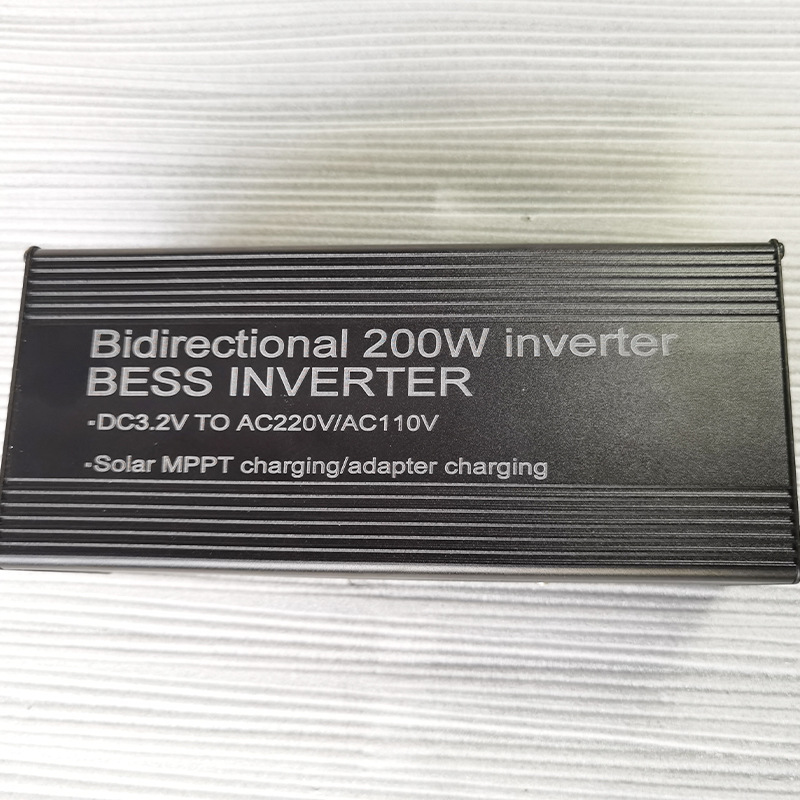 Bidirectional 200W inverter
BESS INVERTER
▪DC3.2V TO AC220V/AC110V
▪Solar MPPT charging/adapter charging